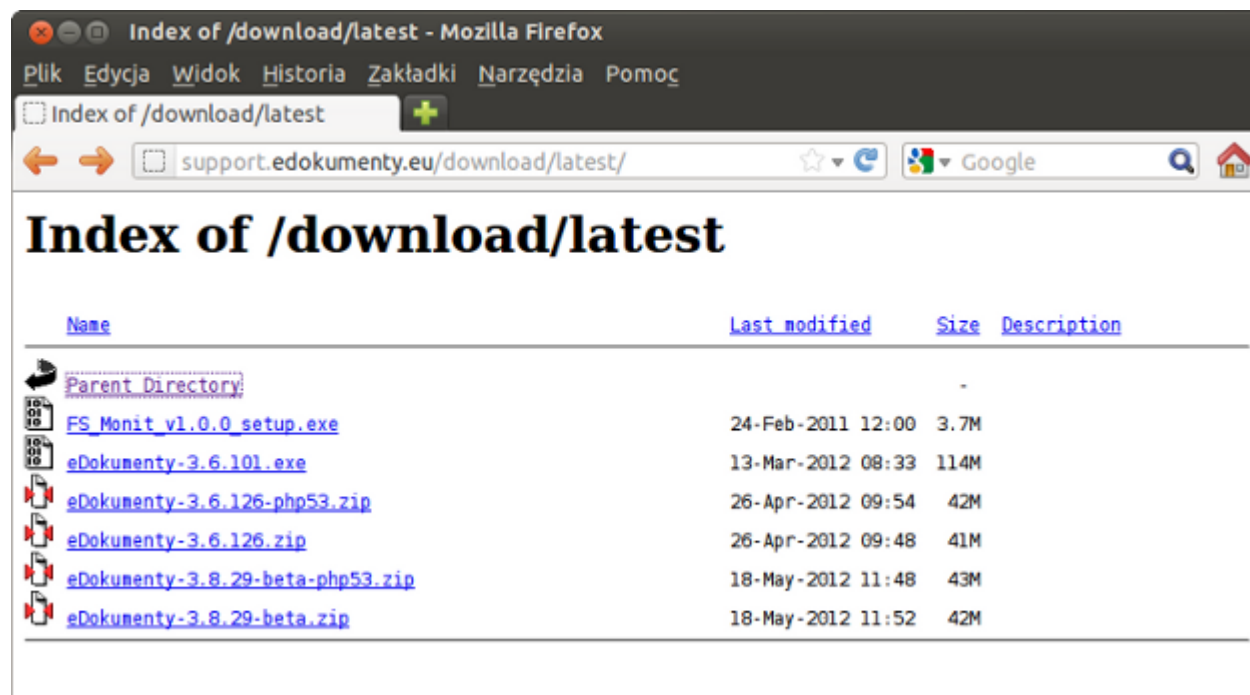 Index of /download/latest - Mozilla Firefox
Plik Edycja Widok Historia Zakładki Narzędzia Pomoc
Index of /download/latest
support.edokumenty.eu/download/latest/ Google
Index of /download/latest
Name Last modified Size Description
Parent Directory -
FS_Monit_v1.0.0_setup.exe 24-Feb-2011 12:00 3.7M
eDokumenty-3.6.101.exe 13-Mar-2012 08:33 114M
eDokumenty-3.6.126-php53.zip 26-Apr-2012 09:54 42M
eDokumenty-3.6.126.zip 26-Apr-2012 09:48 41M
eDokumenty-3.8.29-beta-php53.zip 18-May-2012 11:48 43M
eDokumenty-3.8.29-beta.zip 18-May-2012 11:52 42M